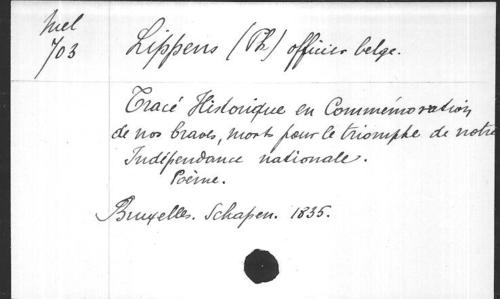 Mel
703
Lippens (Ph) officier belge.
Tracé Historique en Commémoration
de nos braves, morts pour le triomphe de notre
Indépendance nationale.
Poème.
Bruxelles. Schapen. 1835.